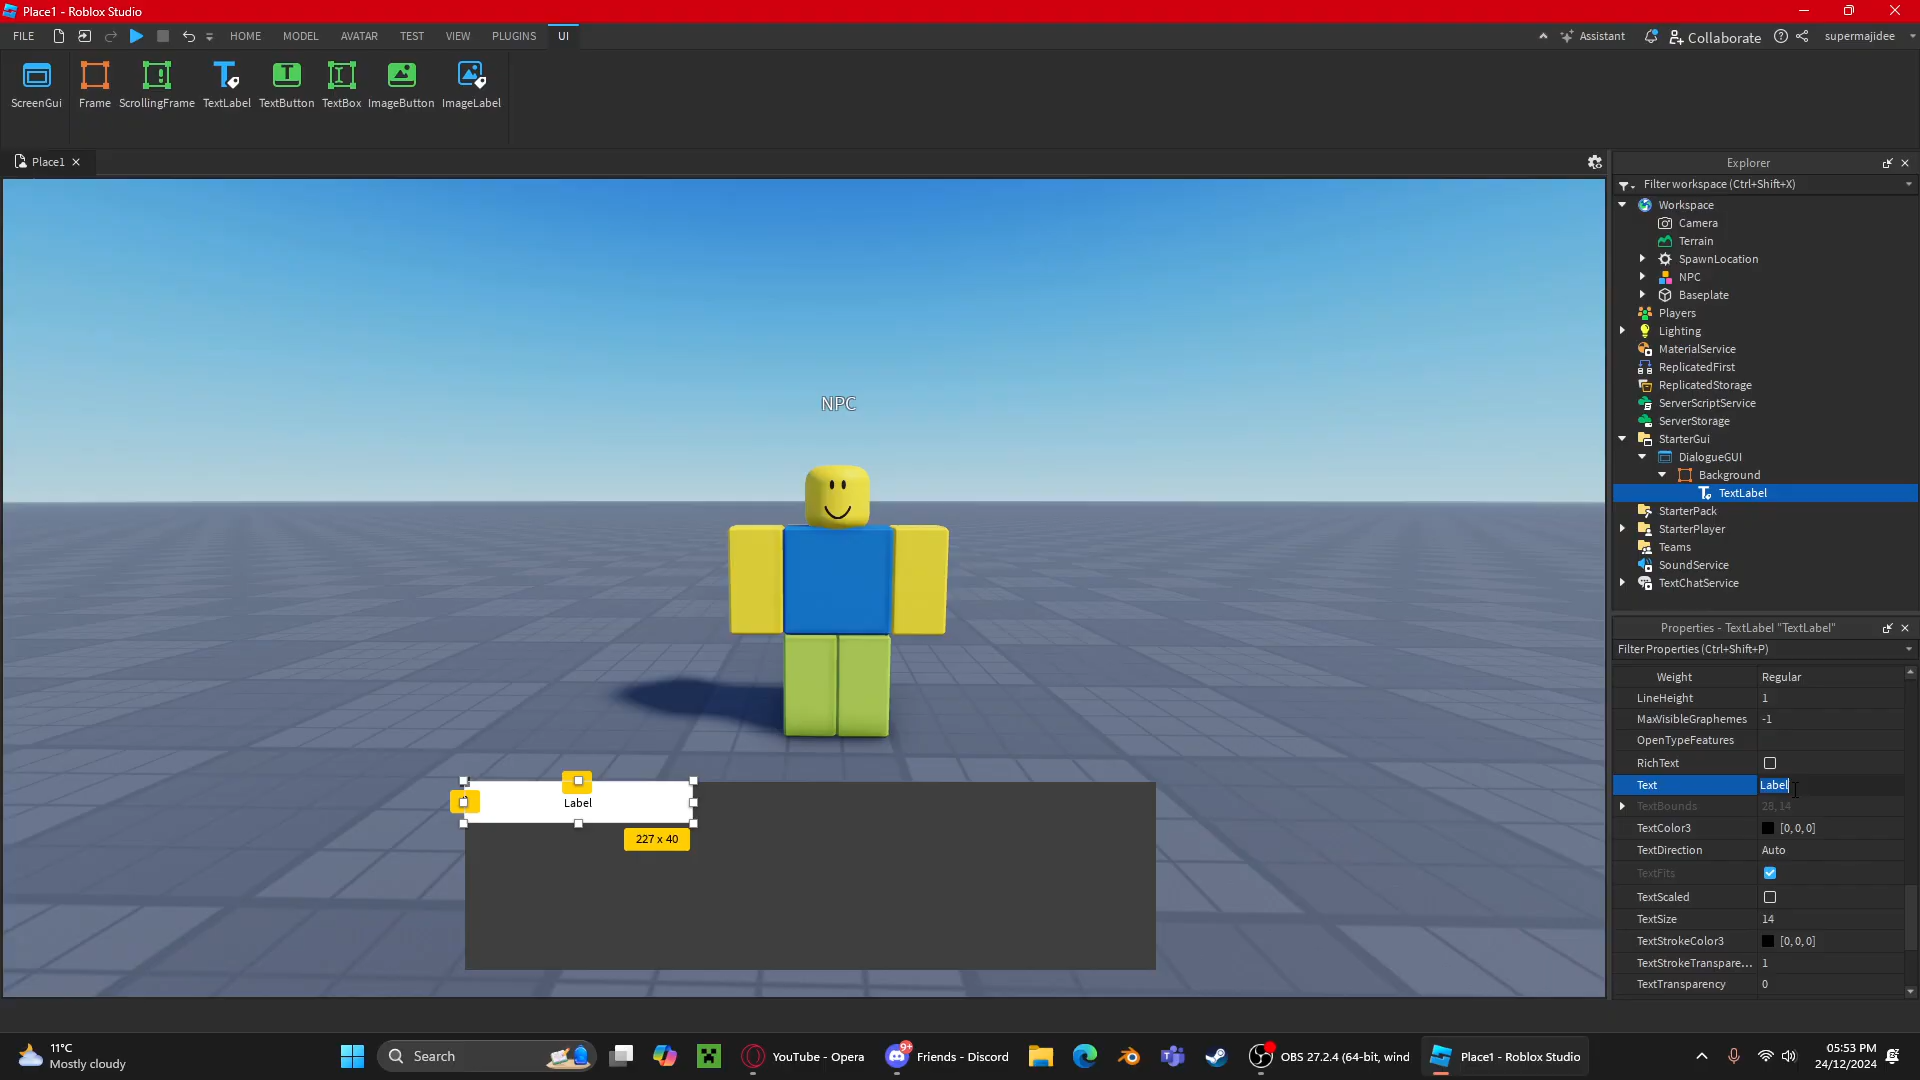 Place1 - Roblox Studio
FILE HOME MODEL AVATAR TEST VIEW PLUGINS UI Assistant Collaborate supermajidee
ScreenGui Frame ScrollingFrame TextLabel TextButton TextBox ImageButton ImageLabel
Place1
Explorer
Filter workspace (Ctrl+Shift+X)
Workspace
Camera
Terrain
SpawnLocation
NPC
Baseplate
Players
Lighting
MaterialService
ReplicatedFirst
ReplicatedStorage
ServerScriptService
ServerStorage
StarterGui
DialogueGUI
Background
TextLabel
StarterPack
StarterPlayer
Teams
SoundService
TextChatService
NPC
Label
227 x 40
Properties - TextLabel "TextLabel"
Filter Properties (Ctrl+Shift+P)
Weight Regular
LineHeight 1
MaxVisibleGraphemes -1
OpenTypeFeatures
RichText
Text Label
TextBounds 28, 14
TextColor3 [0, 0, 0]
TextDirection Auto
TextFits
TextScaled
TextSize 14
TextStrokeColor3 [0, 0, 0]
TextStrokeTranspare... 1
TextTransparency 0
11°C
Mostly cloudy
Search
YouTube - Opera
9+
Friends - Discord
OBS 27.2.4 (64-bit, wind
Place1 - Roblox Studio
05:53 PM
24/12/2024